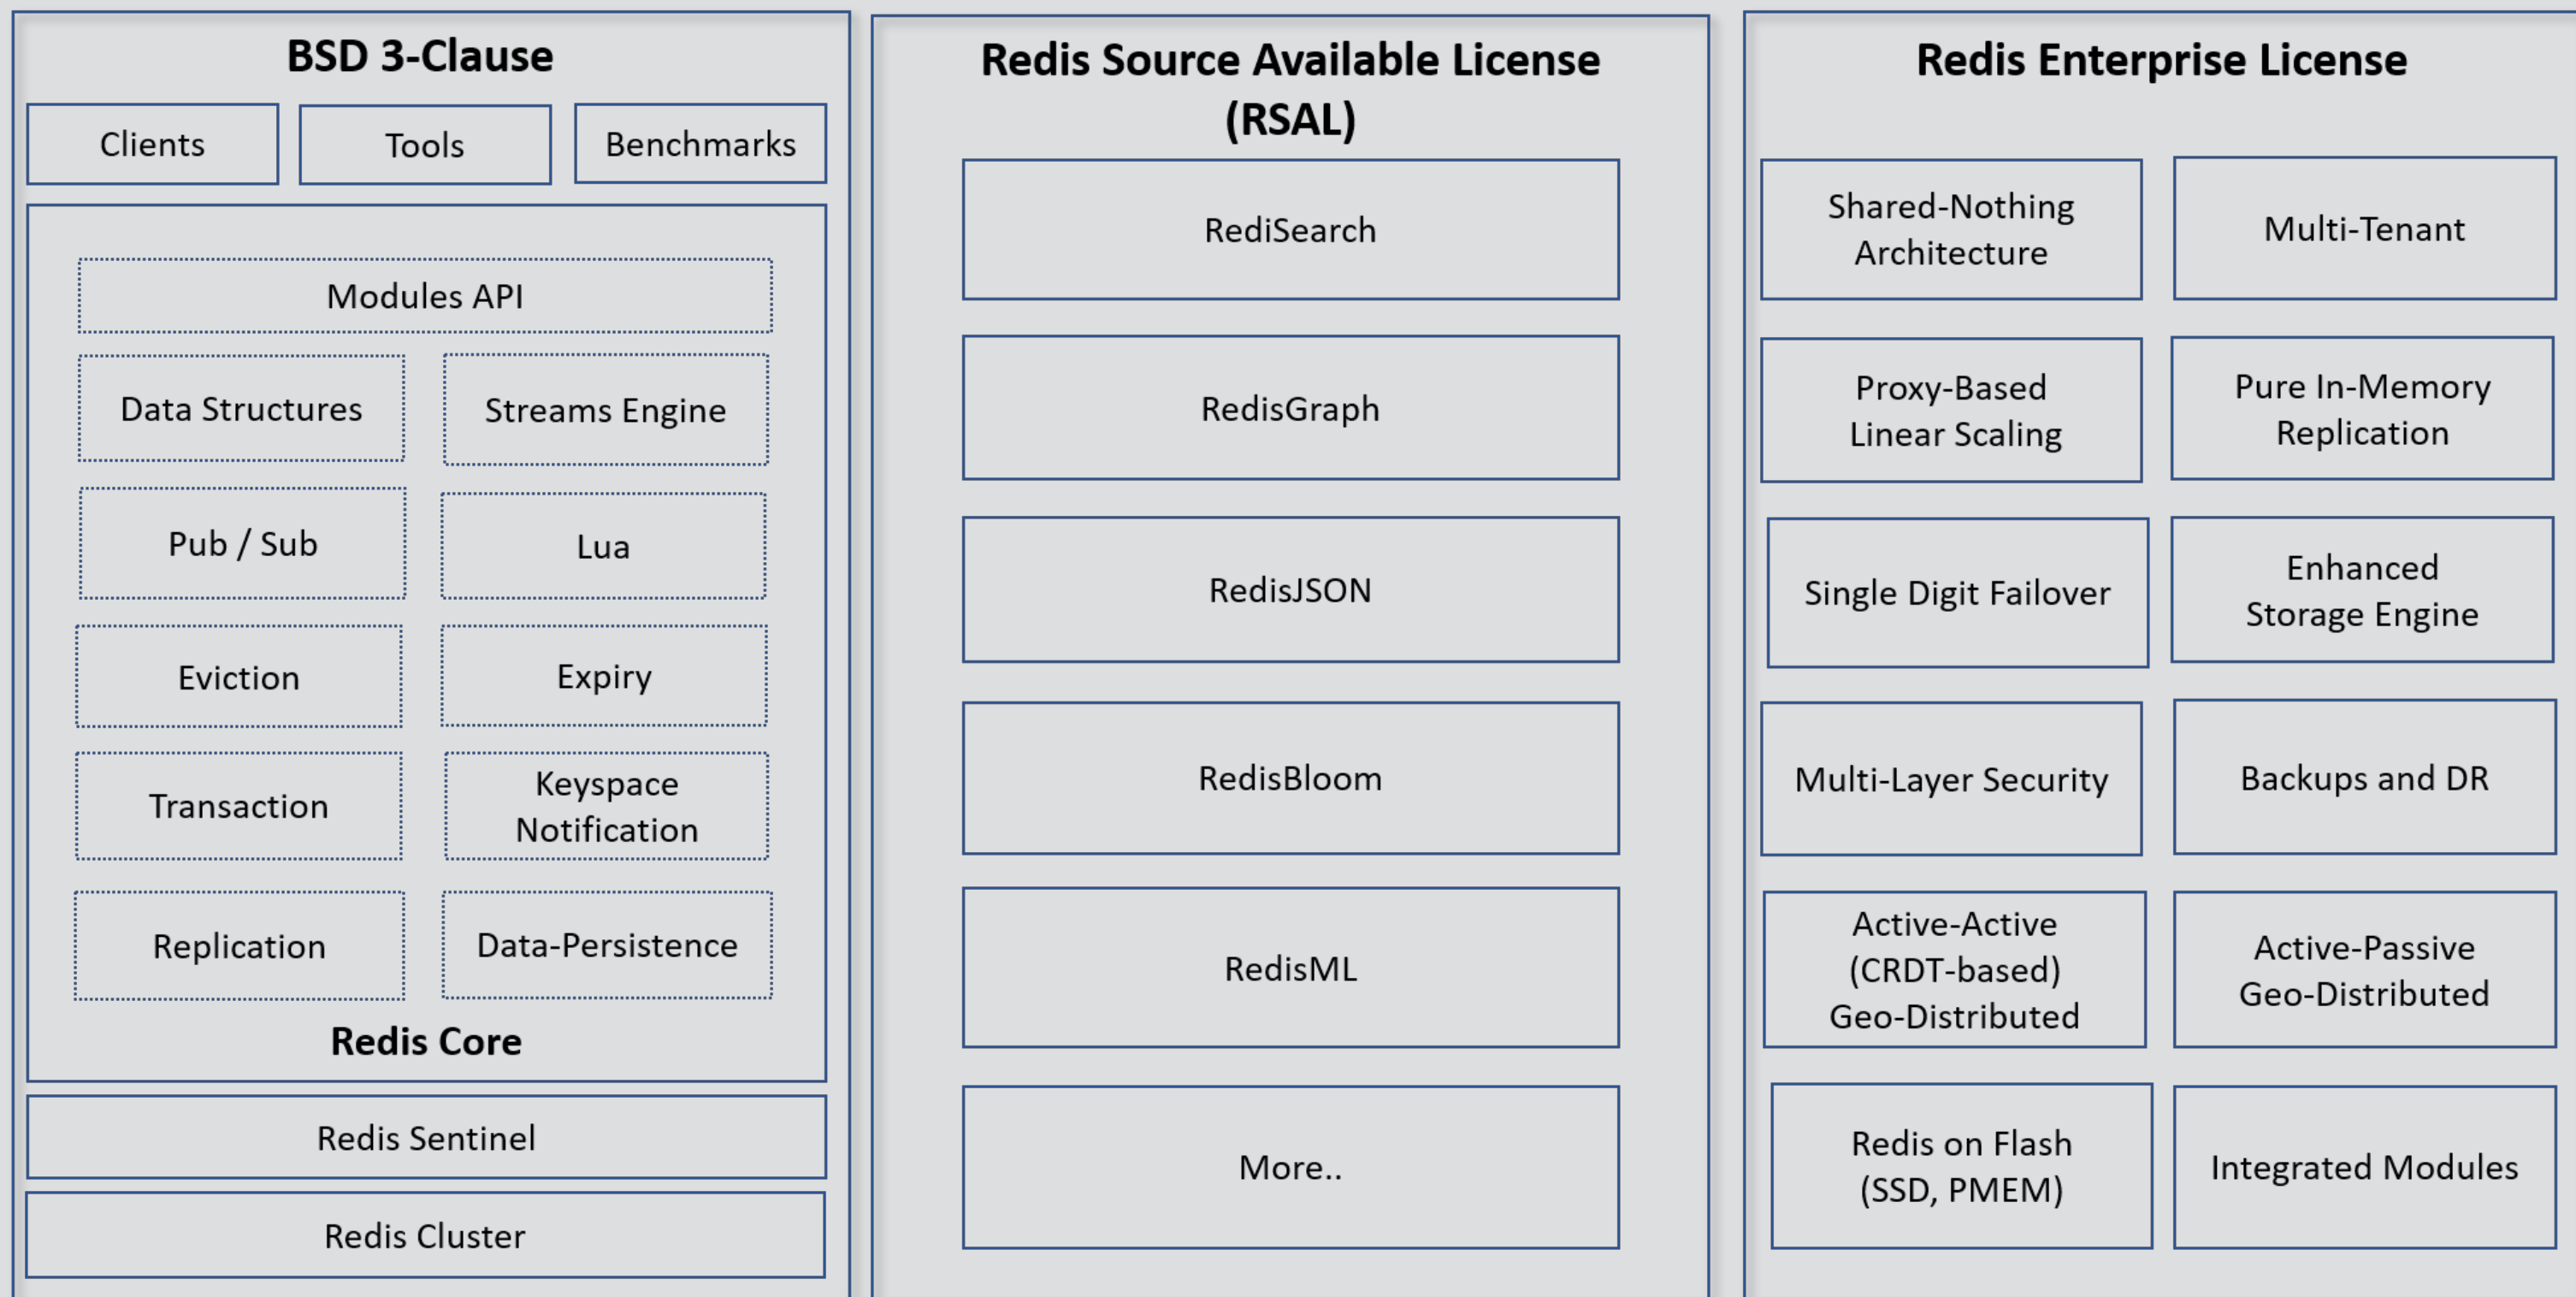 BSD 3-Clause
Clients
Tools
Benchmarks
Modules API
Data Structures
Streams Engine
Pub / Sub
Lua
Eviction
Expiry
Transaction
Keyspace
Notification
Replication
Data-Persistence
Redis Core
Redis Sentinel
Redis Cluster
Redis Source Available License
(RSAL)
RediSearch
RedisGraph
RedisJSON
RedisBloom
RedisML
More..
Redis Enterprise License
Shared-Nothing
Architecture
Multi-Tenant
Proxy-Based
Linear Scaling
Pure In-Memory
Replication
Single Digit Failover
Enhanced
Storage Engine
Multi-Layer Security
Backups and DR
Active-Active
(CRDT-based)
Geo-Distributed
Active-Passive
Geo-Distributed
Redis on Flash
(SSD, PMEM)
Integrated Modules